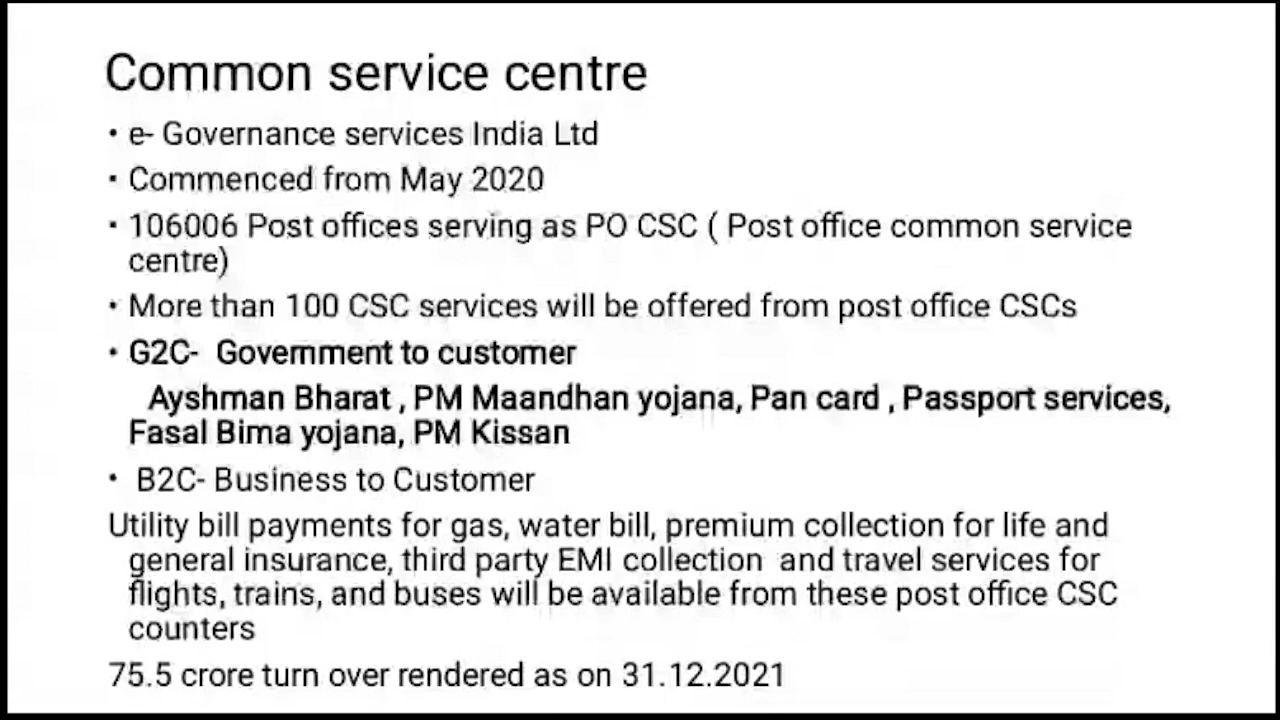 Common service centre
• e- Governance services India Ltd
• Commenced from May 2020
• 106006 Post offices serving as PO CSC ( Post office common service
centre)
• More than 100 CSC services will be offered from post office CSCs
• G2C- Government to customer
Ayshman Bharat , PM Maandhan yojana, Pan card , Passport services,
Fasal Bima yojana, PM Kissan
• B2C- Business to Customer
Utility bill payments for gas, water bill, premium collection for life and
general insurance, third party EMI collection and travel services for
flights, trains, and buses will be available from these post office CSC
counters
75.5 crore turn over rendered as on 31.12.2021